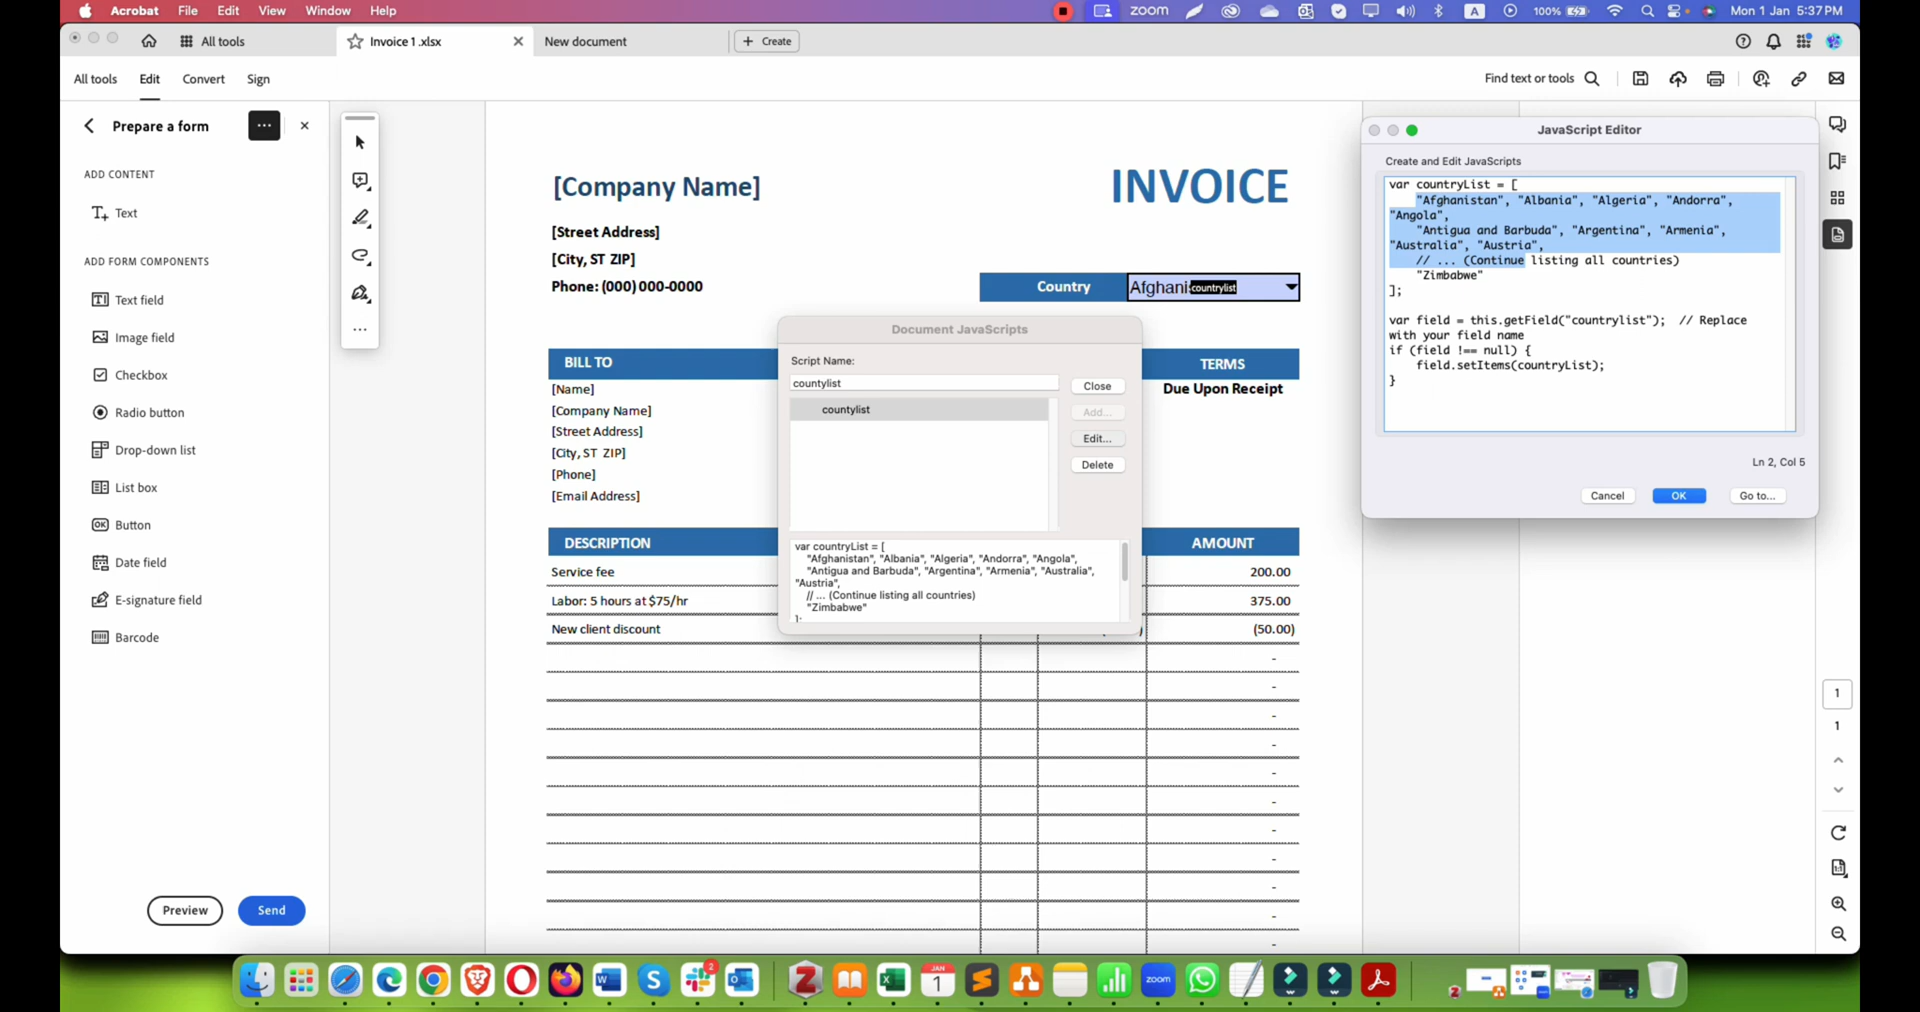 Acrobat File Edit View Window Help
zoom A 100% Mon 1 Jan 5:37 PM
All tools
Invoice 1 .xlsx
New document
+ Create
All tools Edit Convert Sign
Find text or tools
Prepare a form
...
ADD CONTENT
Text
ADD FORM COMPONENTS
Text field
Image field
Checkbox
Radio button
Drop-down list
List box
OK Button
Date field
E-signature field
Barcode
Preview
Send
[Company Name]
INVOICE
[Street Address]
[City, ST ZIP]
Phone: (000) 000-0000
Country
Afghani
countrylist
BILL TO
TERMS
[Name]
Due Upon Receipt
[Company Name]
[Street Address]
[City, ST ZIP]
[Phone]
[Email Address]
DESCRIPTION
AMOUNT
Service fee
200.00
Labor: 5 hours at $75/hr
375.00
New client discount
)
(50.00)
-
-
-
-
-
-
-
-
-
-
-
Document JavaScripts
Script Name:
countylist
countylist
Close
Add...
Edit...
Delete
var countryList = [
"Afghanistan", "Albania", "Algeria", "Andorra", "Angola",
"Antigua and Barbuda", "Argentina", "Armenia", "Australia",
"Austria",
// ... (Continue listing all countries)
"Zimbabwe"
];
JavaScript Editor
Create and Edit JavaScripts
var countryList = [
"Afghanistan", "Albania", "Algeria", "Andorra",
"Angola",
"Antigua and Barbuda", "Argentina", "Armenia",
"Australia", "Austria",
// ... (Continue listing all countries)
"Zimbabwe"
];
var field = this.getField("countrylist"); // Replace
with your field name
if (field !== null) {
field.setItems(countryList);
}
Ln 2, Col 5
Cancel
OK
Go to...
1
1
2
JAN
1
zoom